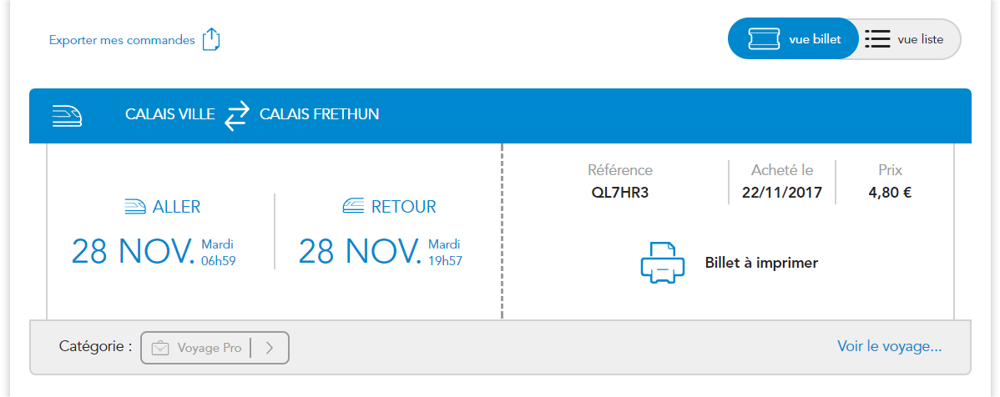 Exporter mes commandes
vue billet
vue liste
CALAIS VILLE CALAIS FRETHUN
ALLER
28 NOV. Mardi
06h59
RETOUR
28 NOV. Mardi
19h57
Référence
QL7HR3
Acheté le
22/11/2017
Prix
4,80 €
Billet à imprimer
Catégorie : Voyage Pro
Voir le voyage...